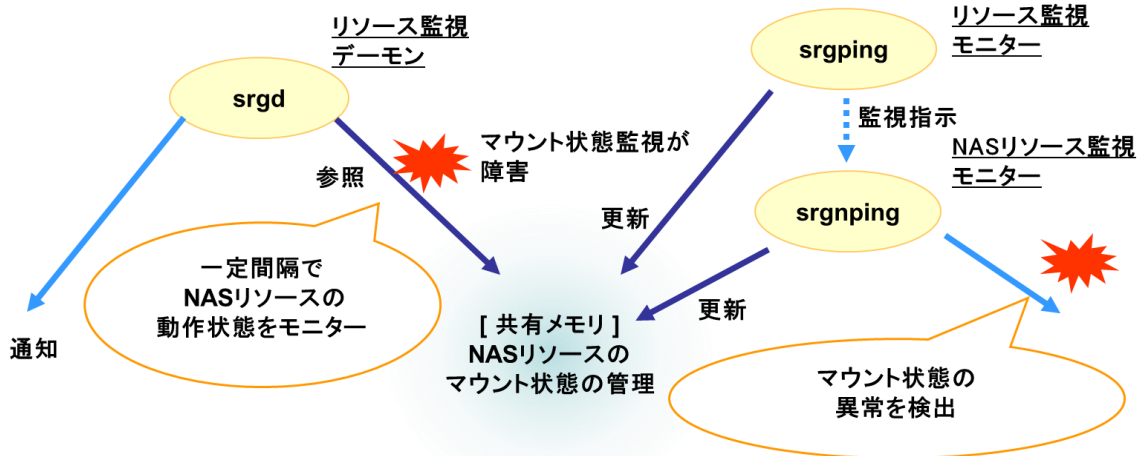 リソース監視
デーモン
srgd
参照
マウント状態監視が
障害
一定間隔で
NASリソースの
動作状態をモニター
通知
リソース監視
モニター
srgping
監視指示
NASリソース監視
モニター
srgnping
更新
更新
[ 共有メモリ ]
NASリソースの
マウント状態の管理
マウント状態の
異常を検出